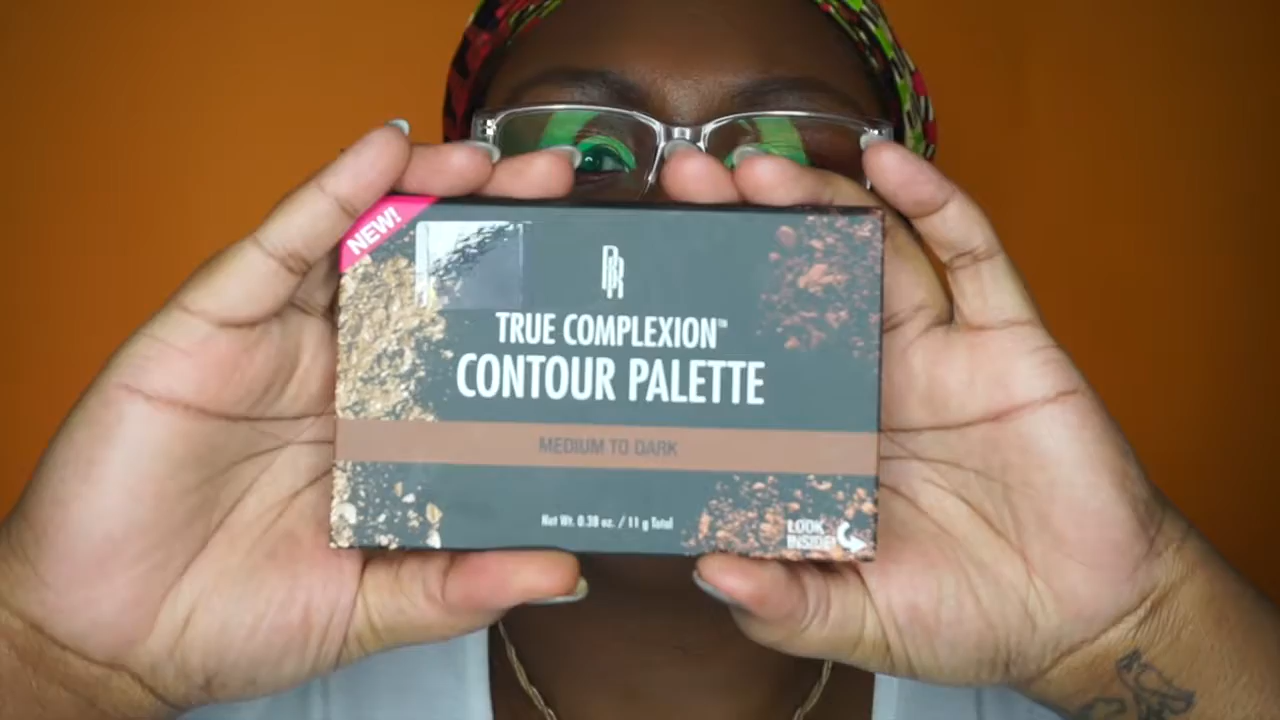 NEW!
BR
TRUE COMPLEXION™
CONTOUR PALETTE
MEDIUM TO DARK
Net Wt. 0.38 oz. / 11 g Total
LOOK
INSIDE!